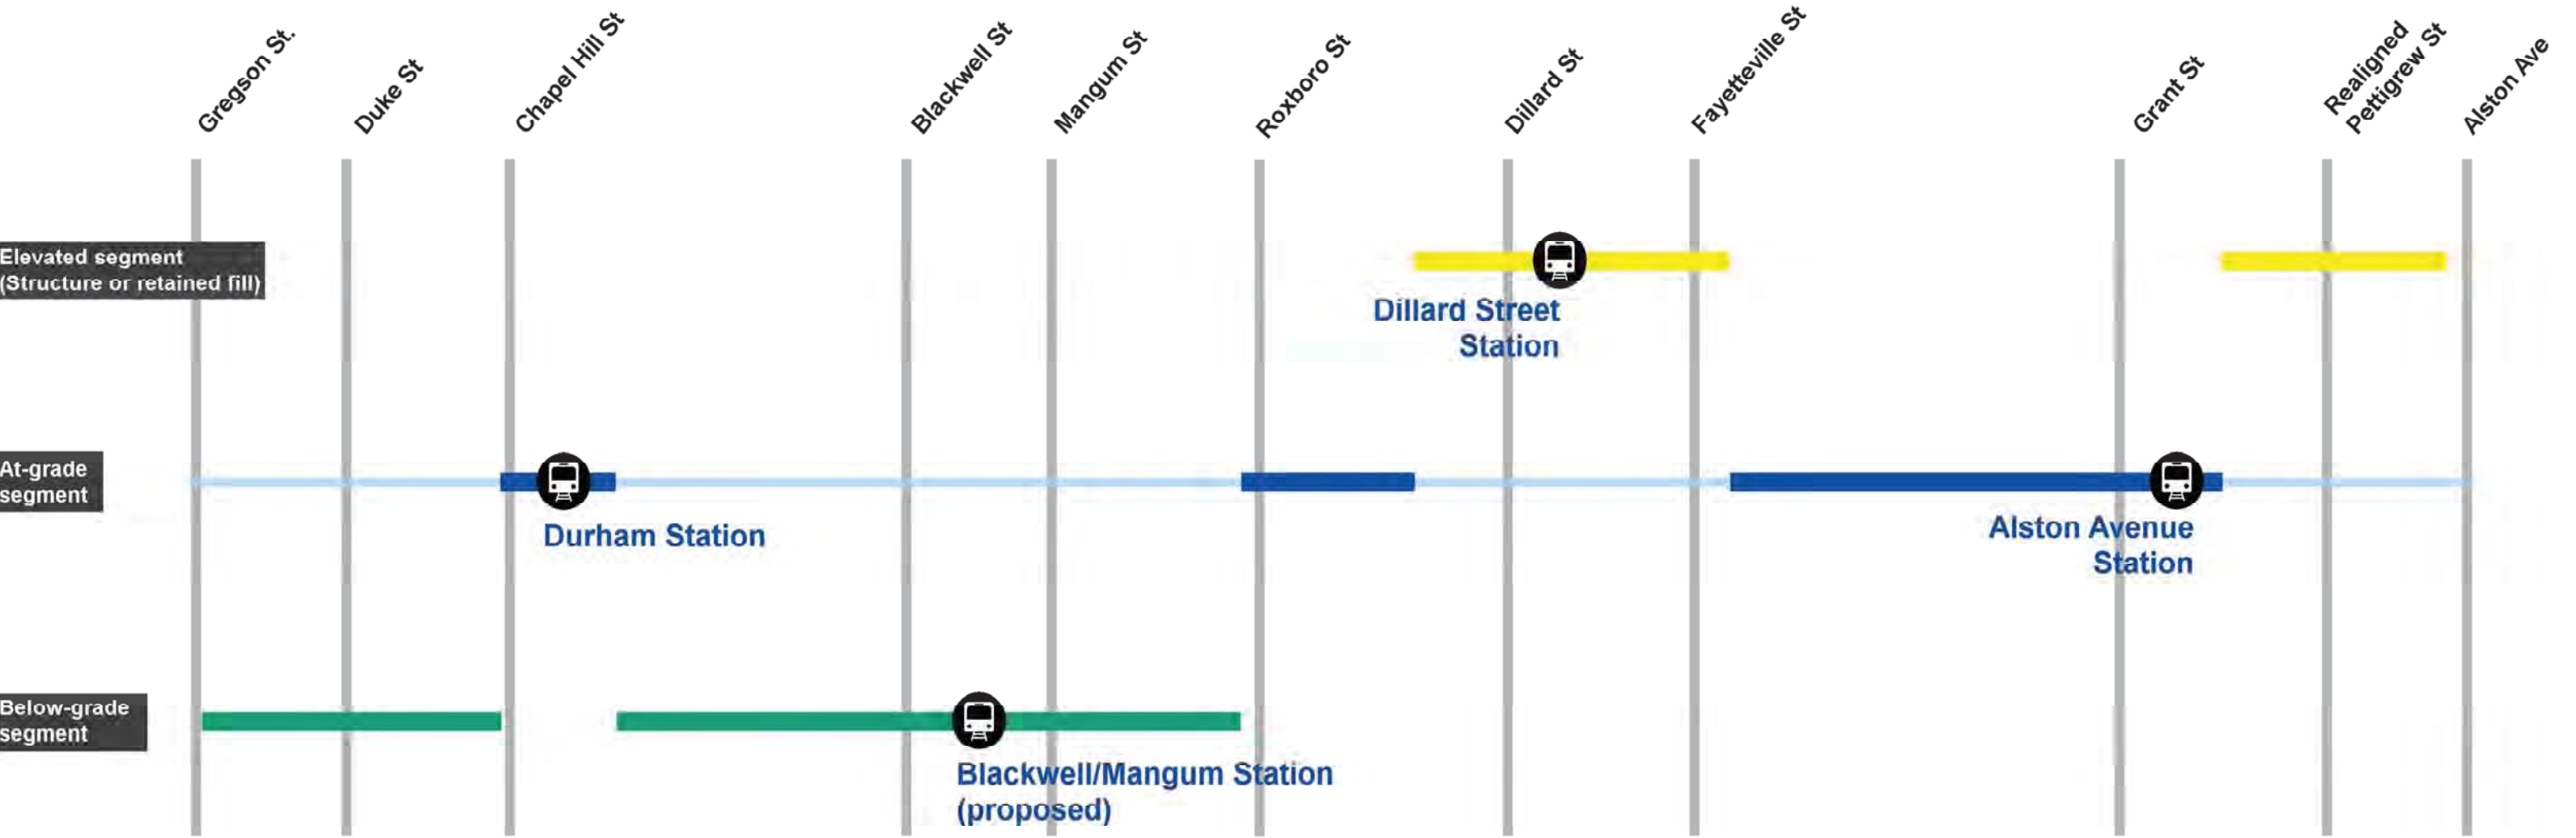 Gregson St.
Duke St
Chapel Hill St
Blackwell St
Mangum St
Roxboro St
Dillard St
Fayetteville St
Grant St
Realigned
Pettigrew St
Alston Ave
Elevated segment
(Structure or retained fill)
Dillard Street
Station
At-grade
segment
Durham Station
Alston Avenue
Station
Below-grade
segment
Blackwell/Mangum Station
(proposed)